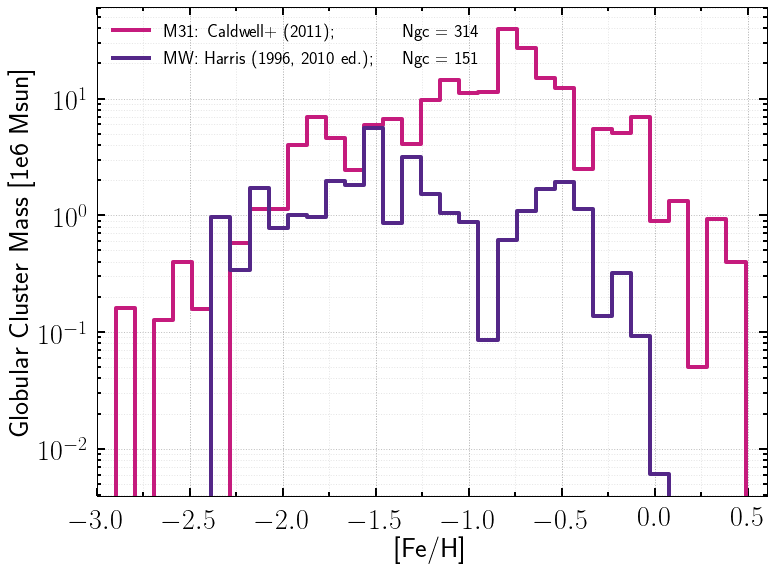 M31: Caldwell+ (2011); Ngc = 314
MW: Harris (1996, 2010 ed.); Ngc = 151
Globular Cluster Mass [1e6 Msun]
10^1
10^0
10^−1
10^−2
−3.0 −2.5 −2.0 −1.5 −1.0 −0.5 0.0 0.5
[Fe/H]